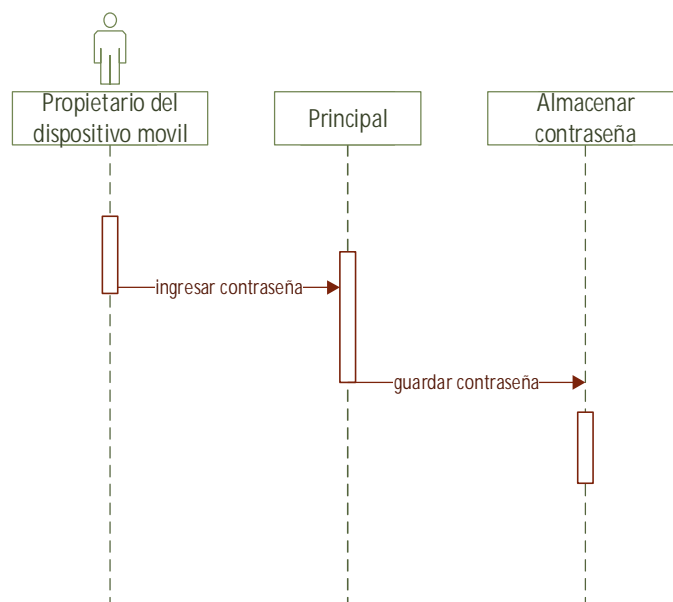 Propietario del
dispositivo movil
Principal
Almacenar
contraseña
ingresar contraseña
guardar contraseña